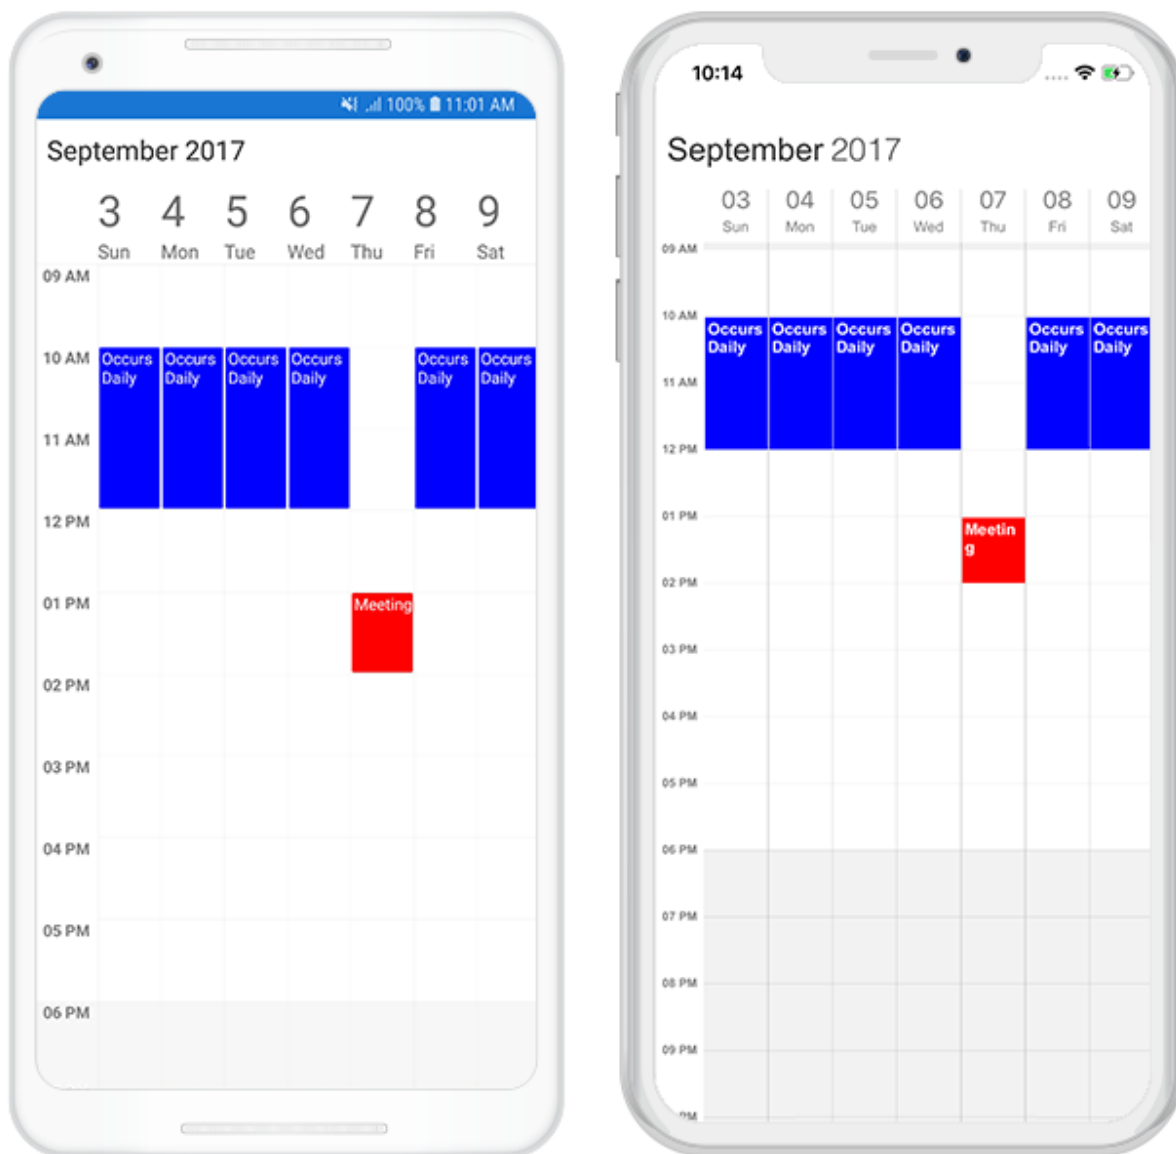 100% 11:01 AM
September 2017
3 4 5 6 7 8 9
Sun Mon Tue Wed Thu Fri Sat
09 AM
10 AM
Occurs Daily
Occurs Daily
Occurs Daily
Occurs Daily
Occurs Daily
Occurs Daily
11 AM
12 PM
01 PM
Meeting
02 PM
03 PM
04 PM
05 PM
06 PM
10:14
September 2017
03 04 05 06 07 08 09
Sun Mon Tue Wed Thu Fri Sat
09 AM
10 AM
Occurs Daily
Occurs Daily
Occurs Daily
Occurs Daily
Occurs Daily
Occurs Daily
11 AM
12 PM
01 PM
Meetin
g
02 PM
03 PM
04 PM
05 PM
06 PM
07 PM
08 PM
09 PM